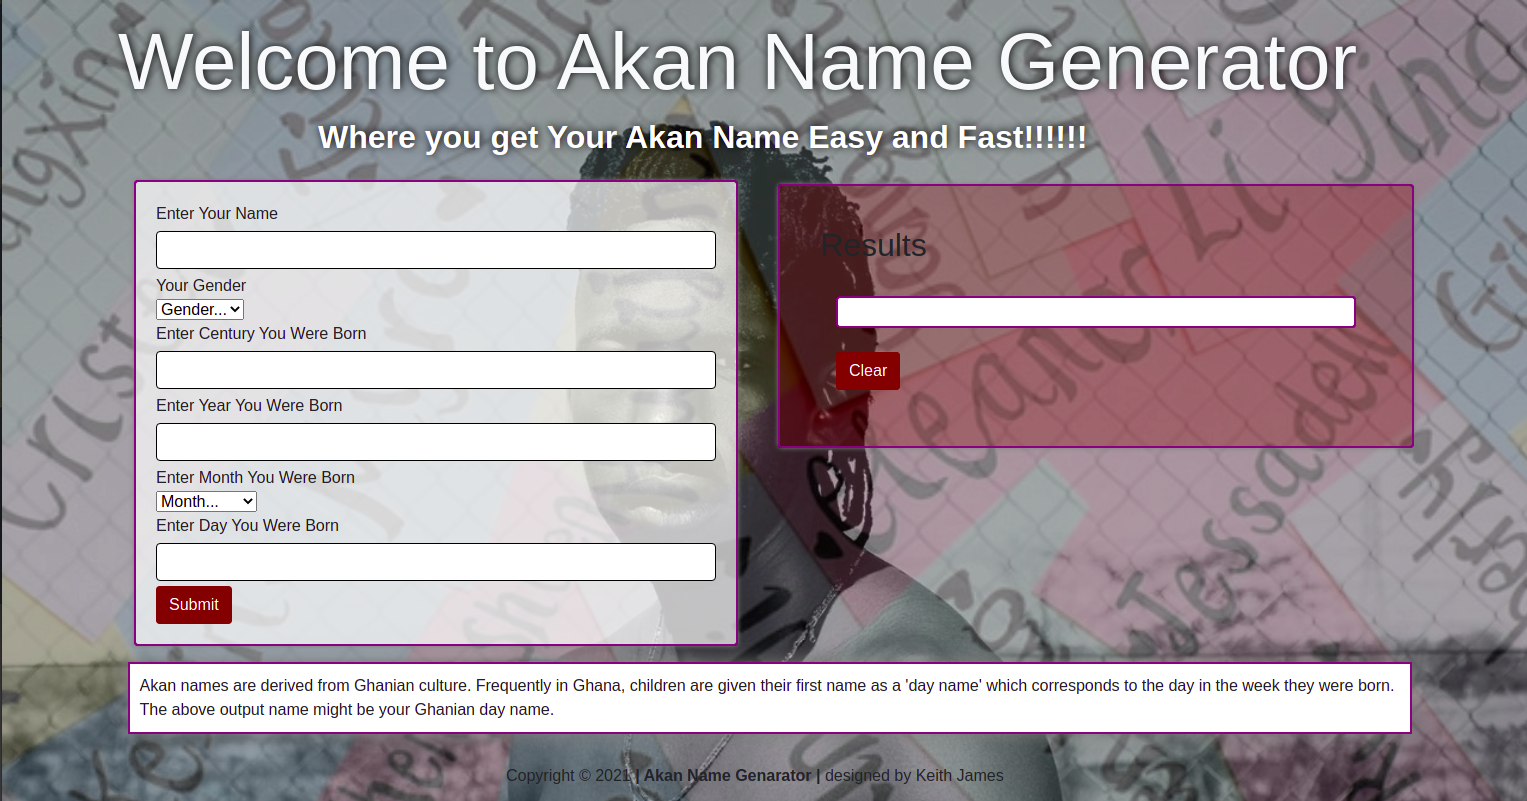 Welcome to Akan Name Generator
Where you get Your Akan Name Easy and Fast!!!!!!
Enter Your Name
Your Gender
Gender...
Enter Century You Were Born
Enter Year You Were Born
Enter Month You Were Born
Month...
Enter Day You Were Born
Submit
Results
Clear
Akan names are derived from Ghanian culture. Frequently in Ghana, children are given their first name as a 'day name' which corresponds to the day in the week they were born.
The above output name might be your Ghanian day name.
Copyright © 2021 | Akan Name Genarator | designed by Keith James
Eleanor
Li
Jessadell